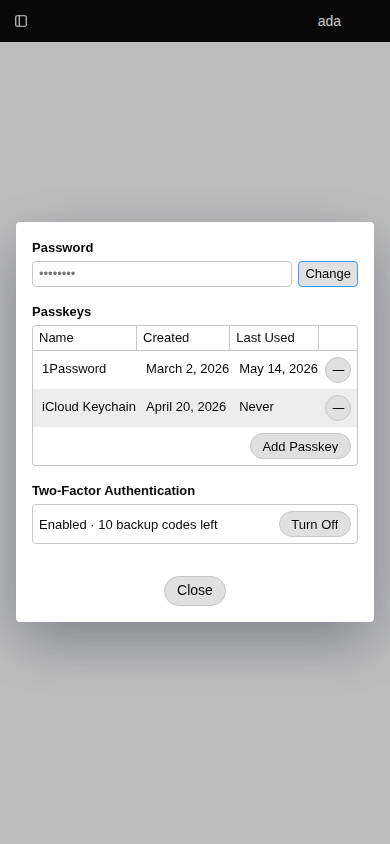 ada
Password
••••••••
Change
Passkeys
Name Created Last Used
1Password March 2, 2026 May 14, 2026 —
iCloud Keychain April 20, 2026 Never —
Add Passkey
Two-Factor Authentication
Enabled · 10 backup codes left Turn Off
Close